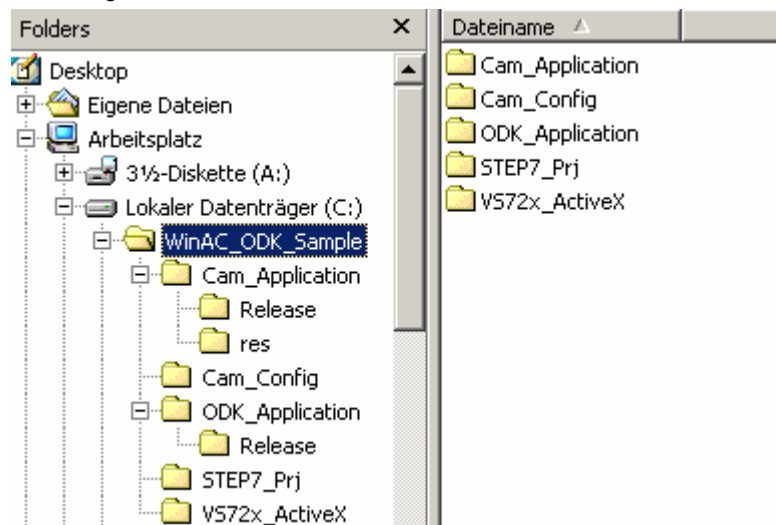 Folders
Desktop
Eigene Dateien
Arbeitsplatz
3½-Diskette (A:)
Lokaler Datenträger (C:)
WinAC_ODK_Sample
Cam_Application
Release
res
Cam_Config
ODK_Application
Release
STEP7_Prj
VS72x_ActiveX
Dateiname
Cam_Application
Cam_Config
ODK_Application
STEP7_Prj
VS72x_ActiveX